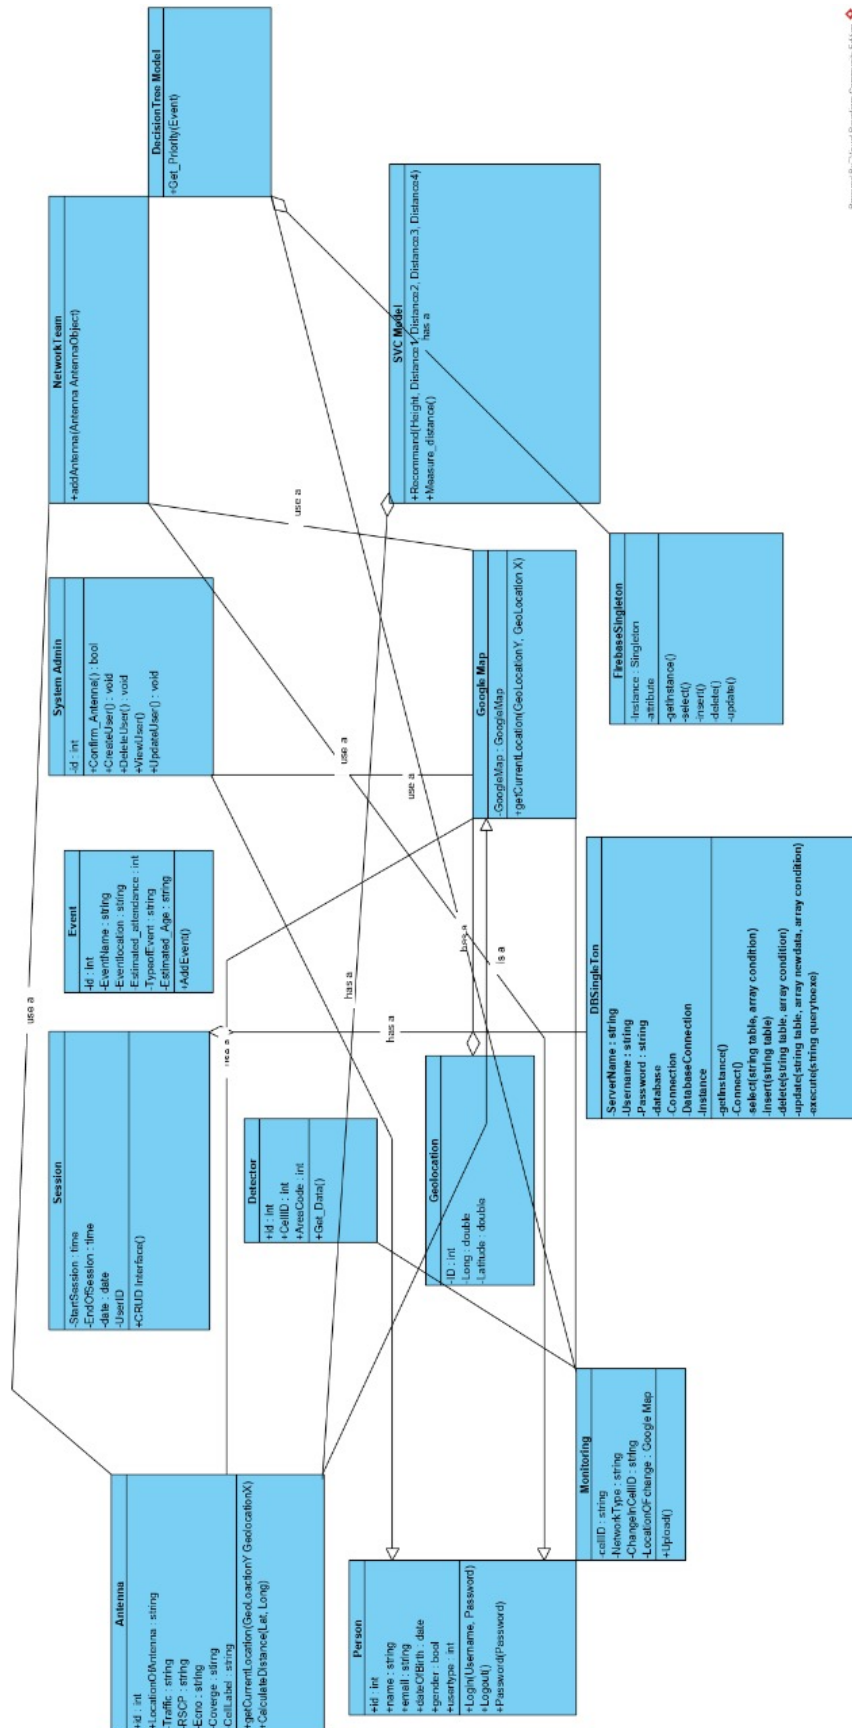 Antenna
+id : int
+LocationOfAntenna : string
-Traffic : string
-RSCP : string
-Ecno : string
-Coverge : stirng
-CellLabel : string
+getCurrentLocation(GeoLoactionY GeolocationX)
+CalculateDistance(Lat, Long)
Session
-StartSession : time
-EndOfSession : time
-date : date
-UserID
+CRUD Interface()
Event
-id : int
-EventName : string
-Eventlocation : string
-Estimated_attendance : int
-TypeofEvent : string
-Estimated_Age : string
+AddEvent()
System Admin
-id : int
+Confirm_Antenna() : bool
+CreateUser() : void
+DeleteUser() : void
+ViewUser()
+UpdateUser() : void
NetworkTeam
+addAntenna(Antenna AntennaObject)
DecisionTree Model
+Get_Priority(Event)
Detector
+id : int
+CellID : int
+AreaCode : int
+Get_Data()
Person
+id : int
+name : string
+email : string
+dateOfBirth : date
+gender : bool
+usertype : int
+Login(Username, Password)
+Logout()
+Password(Password)
Geolocation
-ID : int
-Long : double
-Latitude : double
Google Map
-GoogleMap : GoogleMap
+getCurrentLocation(GeoLocationY, GeoLocation X)
SVC Model
+Recommand(Height, Distance1, Distance2, Distance3, Distance4)
+Measure_distance()
Monitoring
-cellID : string
-NetworkType : string
-ChangeInCellID : string
-LocationOFchange : Google Map
+Upload()
DBSingleTon
-ServerName : string
-Username : string
-Password : string
-database
-Connection
-DatabaseConnection
-Instance
-getInstance()
-Connect()
-select(string table, array condition)
-insert(string table)
-delete(string table, array condition)
-update(string table, array newdata, array condition)
-execute(string querytoexe)
FirebaseSingleton
-Instance : Singleton
-attribute
-getInstance()
-select()
-insert()
-delete()
-update()
use a
use a
use a
use a
has a
has a
has a
has a
is a